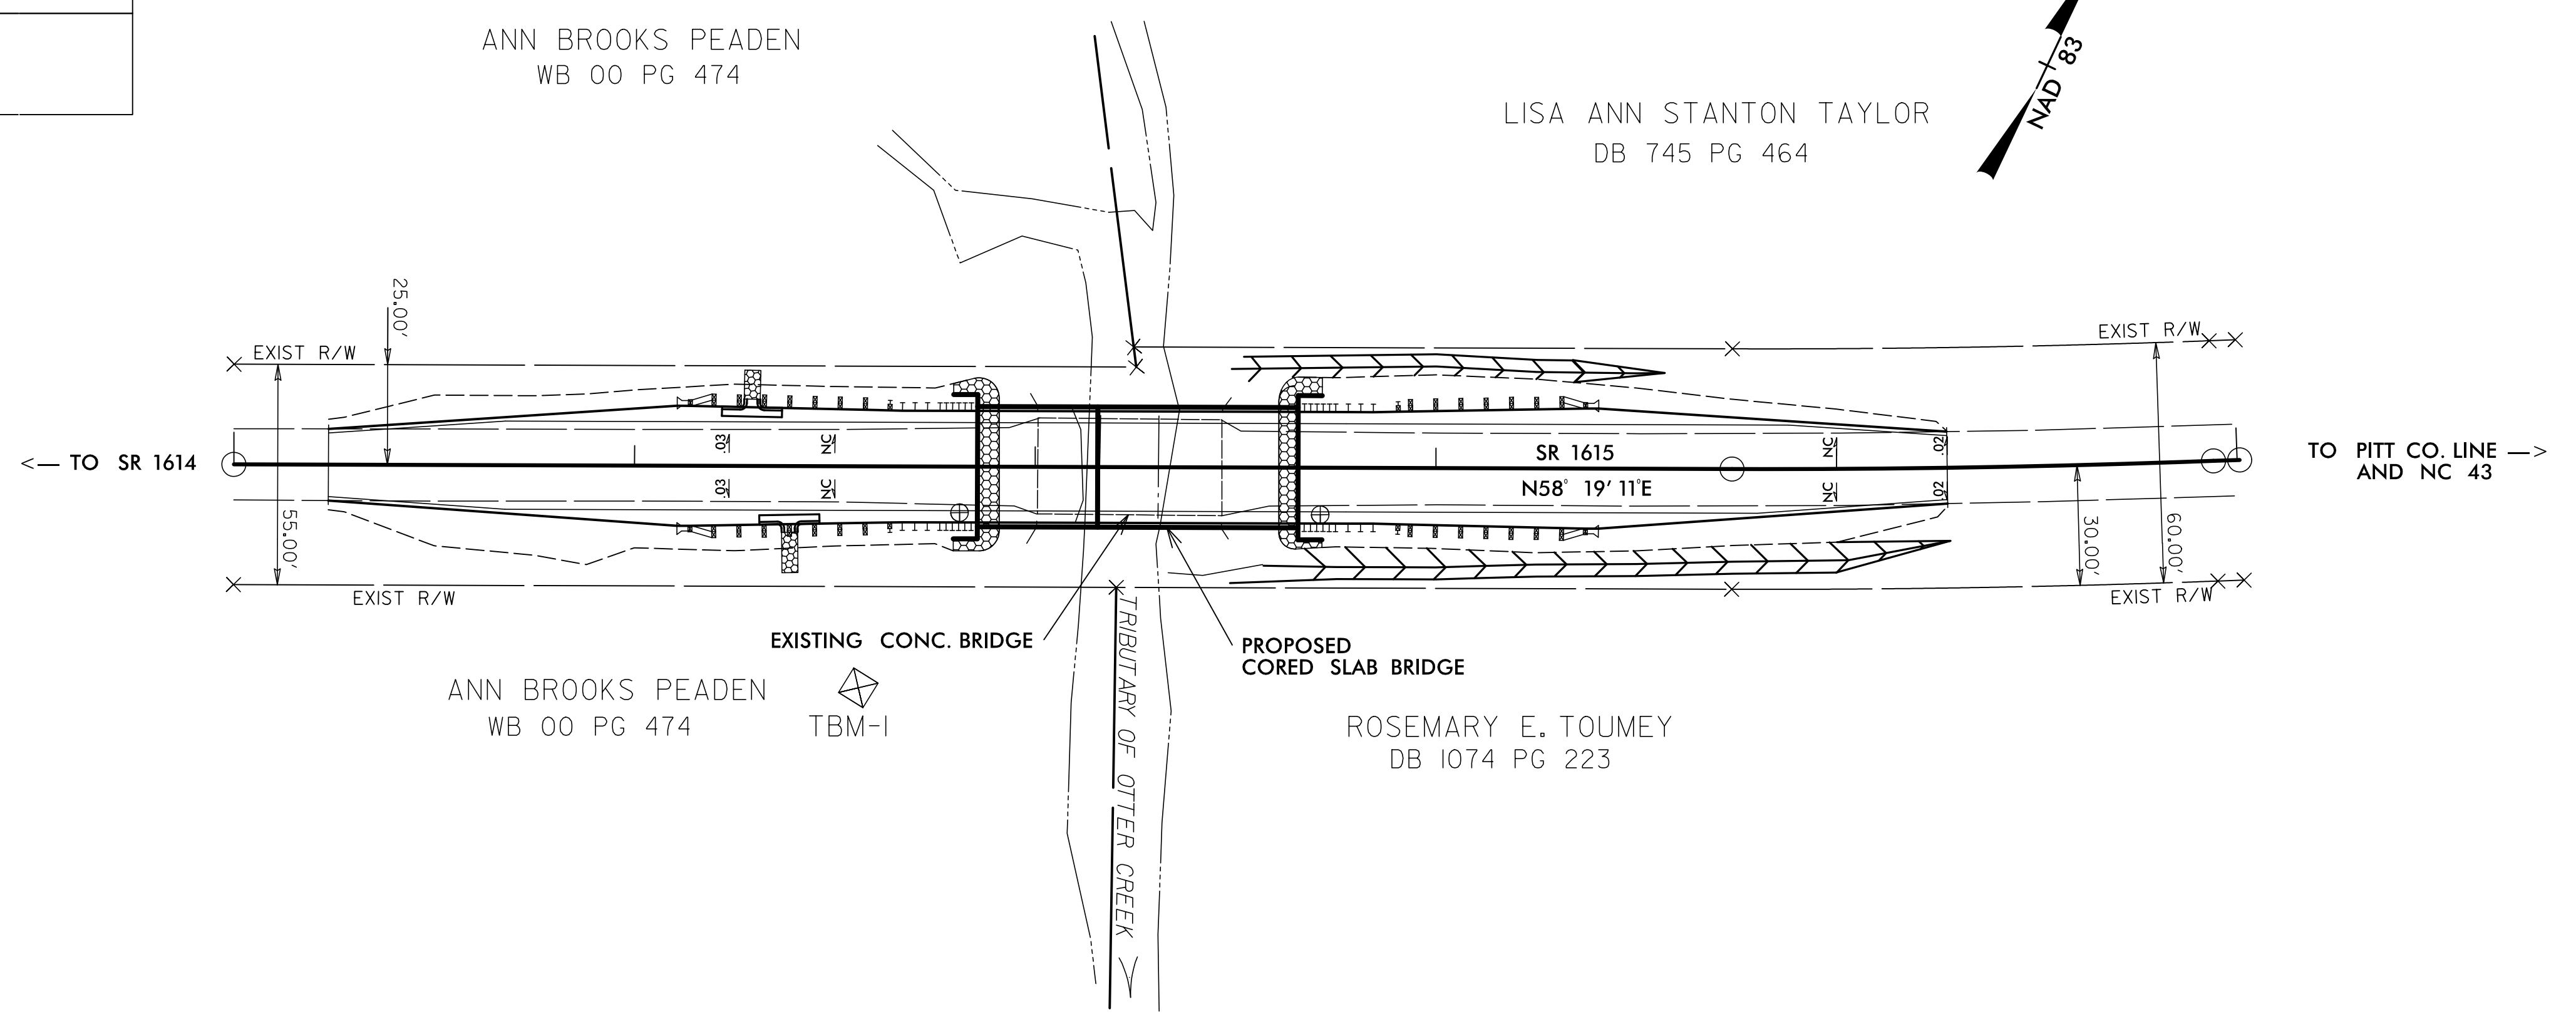 ANN BROOKS PEADEN
WB 00 PG 474
NAD 83
LISA ANN STANTON TAYLOR
DB 745 PG 464
25.00'
EXIST R/W
EXIST R/W
.03
NC
SR 1615
NC
.02
<— TO SR 1614
TO PITT CO. LINE —>
AND NC 43
.03
NC
N58° 19' 11"E
NC
.02
55.00'
30.00'
60.00'
EXIST R/W
EXIST R/W
EXISTING CONC. BRIDGE
PROPOSED
CORED SLAB BRIDGE
TRIBUTARY OF OTTER CREEK
ANN BROOKS PEADEN
WB 00 PG 474
TBM-1
ROSEMARY E. TOUMEY
DB 1074 PG 223